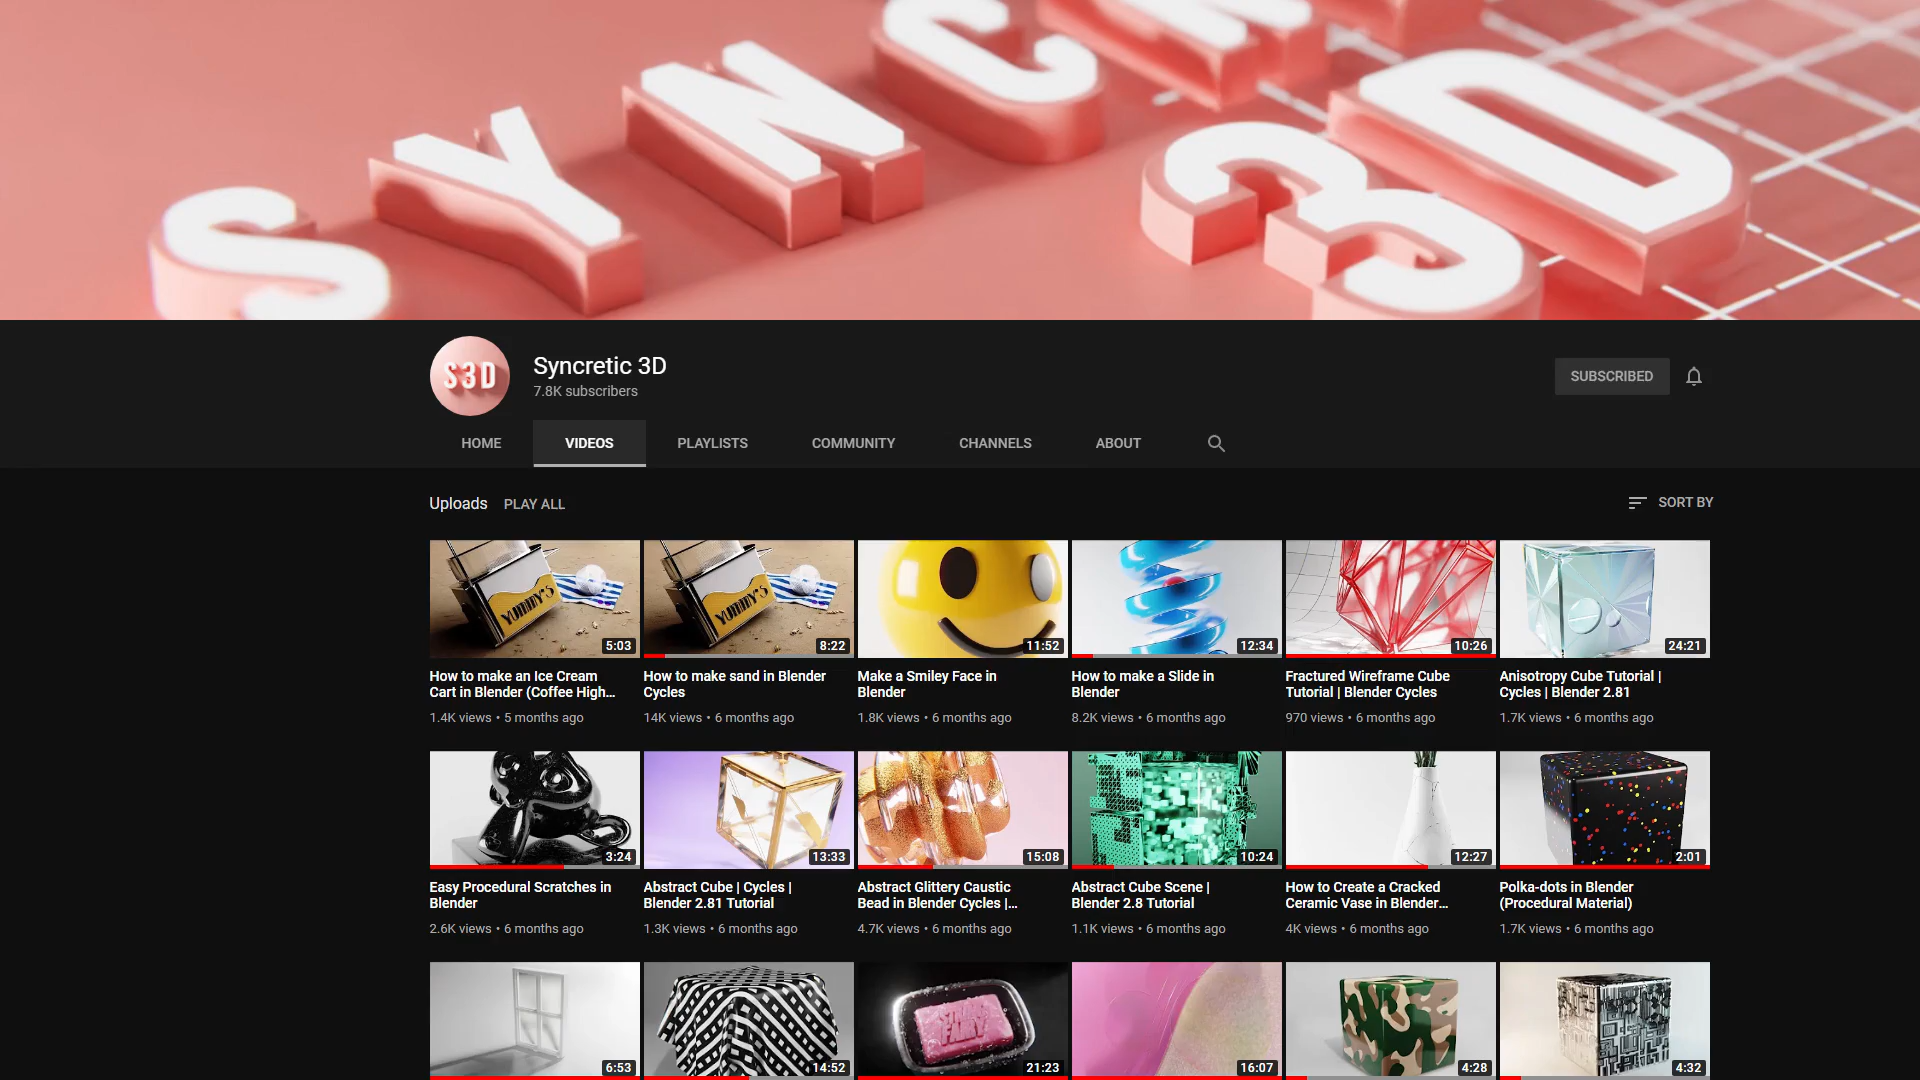 SYNCR
3D
S3D
Syncretic 3D
7.8K subscribers
SUBSCRIBED
HOME
VIDEOS
PLAYLISTS
COMMUNITY
CHANNELS
ABOUT
Uploads
PLAY ALL
SORT BY
YUMMY'S
5:03
YUMMY'S
8:22
11:52
12:34
10:26
24:21
How to make an Ice Cream
Cart in Blender (Coffee High...
1.4K views • 5 months ago
How to make sand in Blender
Cycles
14K views • 6 months ago
Make a Smiley Face in
Blender
1.8K views • 6 months ago
How to make a Slide in
Blender
8.2K views • 6 months ago
Fractured Wireframe Cube
Tutorial | Blender Cycles
970 views • 6 months ago
Anisotropy Cube Tutorial |
Cycles | Blender 2.81
1.7K views • 6 months ago
3:24
13:33
15:08
10:24
12:27
2:01
Easy Procedural Scratches in
Blender
2.6K views • 6 months ago
Abstract Cube | Cycles |
Blender 2.81 Tutorial
1.3K views • 6 months ago
Abstract Glittery Caustic
Bead in Blender Cycles |...
4.7K views • 6 months ago
Abstract Cube Scene |
Blender 2.8 Tutorial
1.1K views • 6 months ago
How to Create a Cracked
Ceramic Vase in Blender...
4K views • 6 months ago
Polka-dots in Blender
(Procedural Material)
1.7K views • 6 months ago
6:53
14:52
21:23
16:07
4:28
4:32